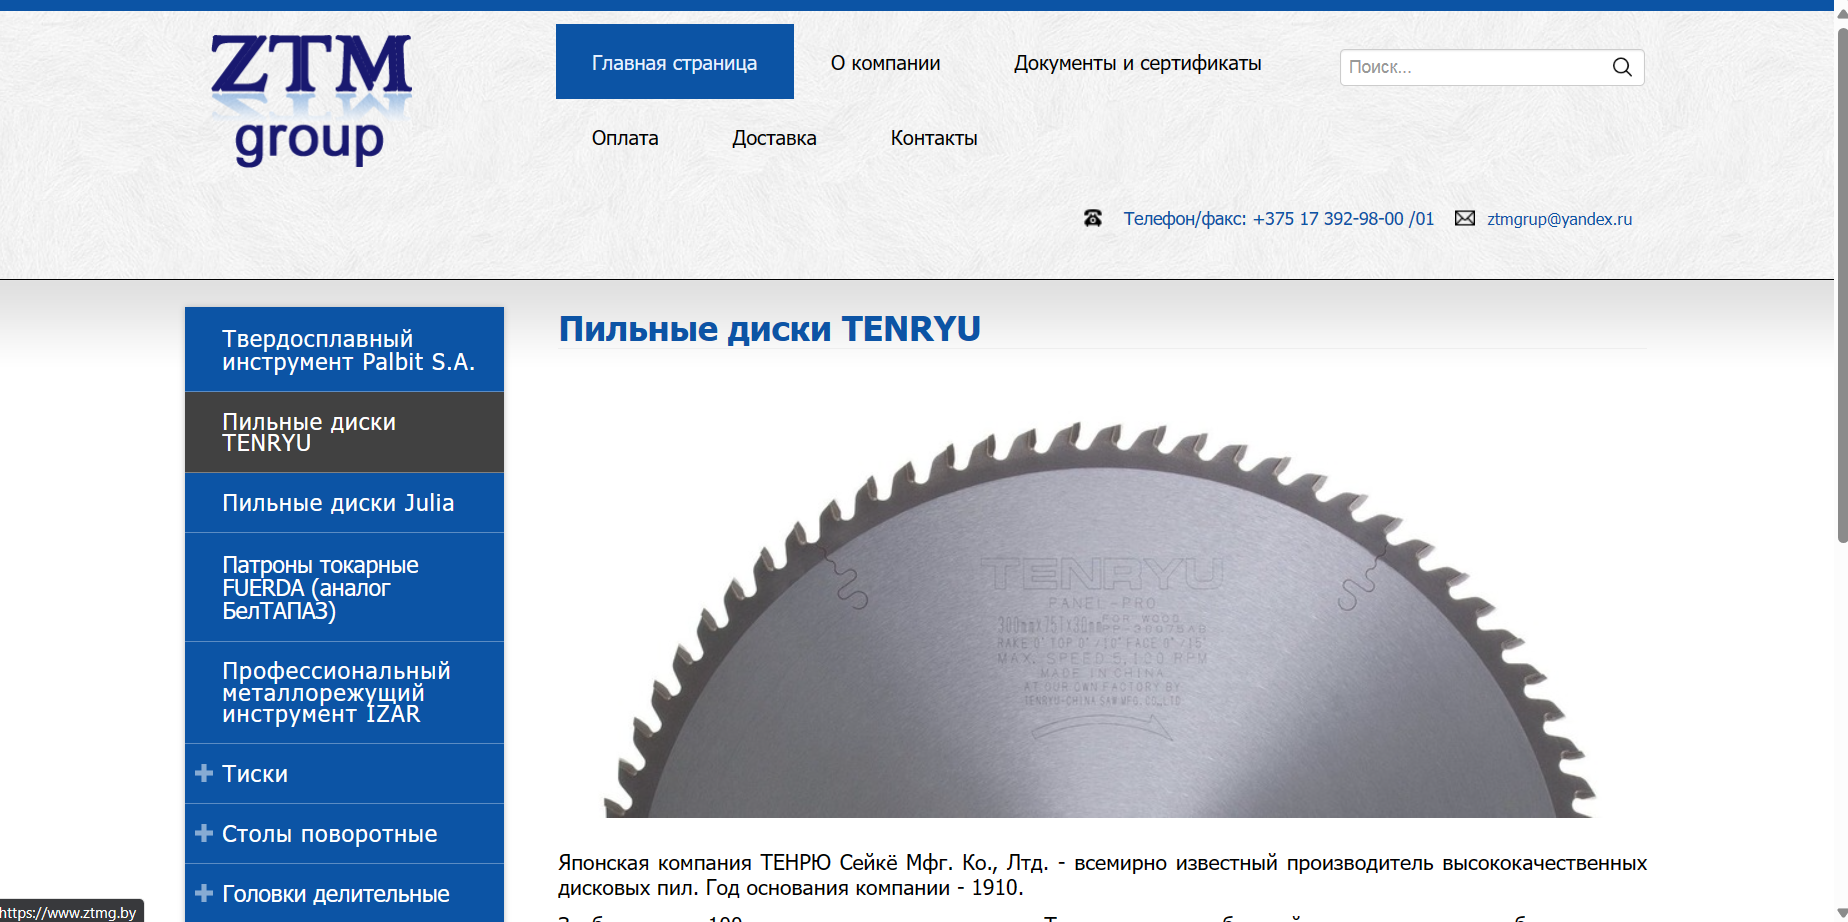 ZTM
group
Главная страница
О компании
Документы и сертификаты
Поиск...
Оплата
Доставка
Контакты
Телефон/факс: +375 17 392-98-00 /01
ztmgrup@yandex.ru
Твердосплавный
инструмент Palbit S.A.
Пильные диски
TENRYU
Пильные диски Julia
Патроны токарные
FUERDA (аналог
БелТАПАЗ)
Профессиональный
металлорежущий
инструмент IZAR
Тиски
Столы поворотные
Головки делительные
Пильные диски TENRYU
TENRYU
PANEL-PRO
FOR WOOD
300mmx75Tx30mm PP-30075AB
RAKE 0° TOP 0°/10° FACE 0°/15°
MAX. SPEED 5,100 RPM
MADE IN CHINA
AT OUR OWN FACTORY BY
TENRYU-CHINA SAW MFG. CO.,LTD
Японская компания ТЕНРЮ Сейкё Мфг. Ко., Лтд. - всемирно известный производитель высококачественных
дисковых пил. Год основания компании - 1910.
https://www.ztmg.by